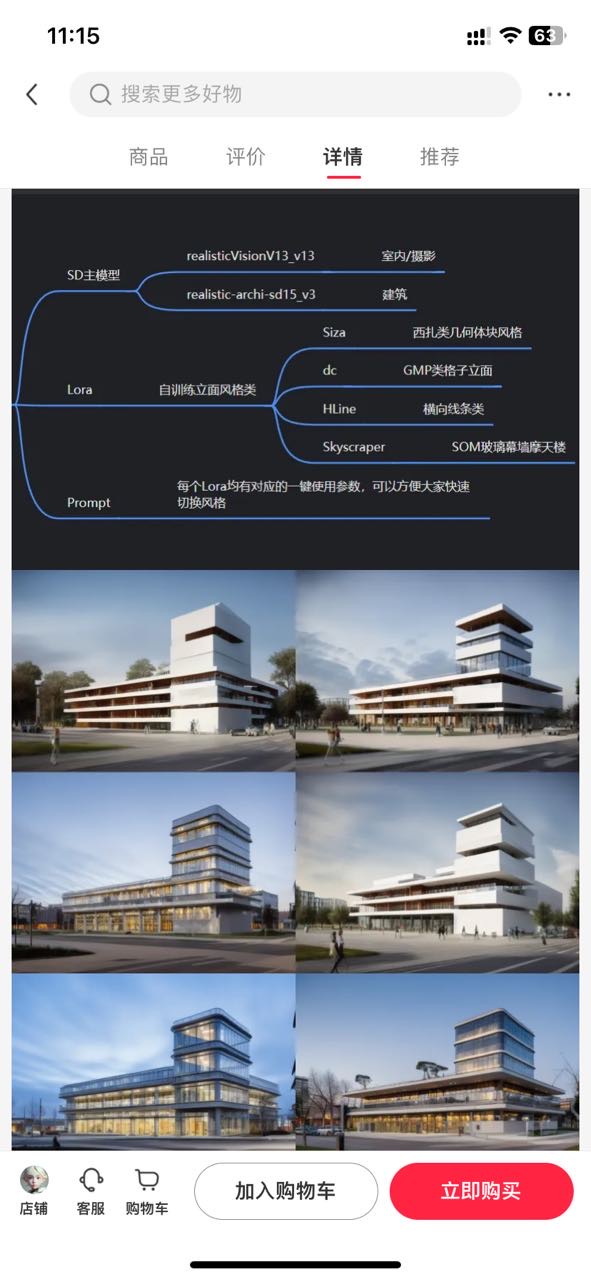 11:15
63
搜索更多好物
商品 评价 详情 推荐
SD主模型
realisticVisionV13_v13 室内/摄影
realistic-archi-sd15_v3 建筑
Lora 自训练立面风格类
Siza 西扎类几何体块风格
dc GMP类格子立面
HLine 横向线条类
Skyscraper SOM玻璃幕墙摩天楼
Prompt
每个Lora均有对应的一键使用参数，可以方便大家快速
切换风格
店铺 客服 购物车 加入购物车 立即购买